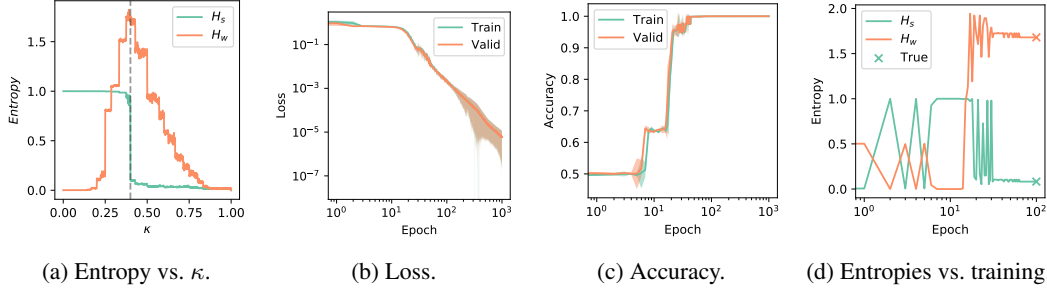 H_s
H_w
Entropy
1.5
1.0
0.5
0.0
0.00
0.25
0.50
0.75
1.00
κ
(a) Entropy vs. κ.
Train
Valid
Loss
10^-1
10^-3
10^-5
10^-7
10^0
10^1
10^2
10^3
Epoch
(b) Loss.
Train
Valid
Accuracy
1.0
0.9
0.8
0.7
0.6
0.5
10^0
10^1
10^2
10^3
Epoch
(c) Accuracy.
H_s
H_w
True
Entropy
2.0
1.5
1.0
0.5
0.0
10^0
10^1
10^2
Epoch
(d) Entropies vs. training